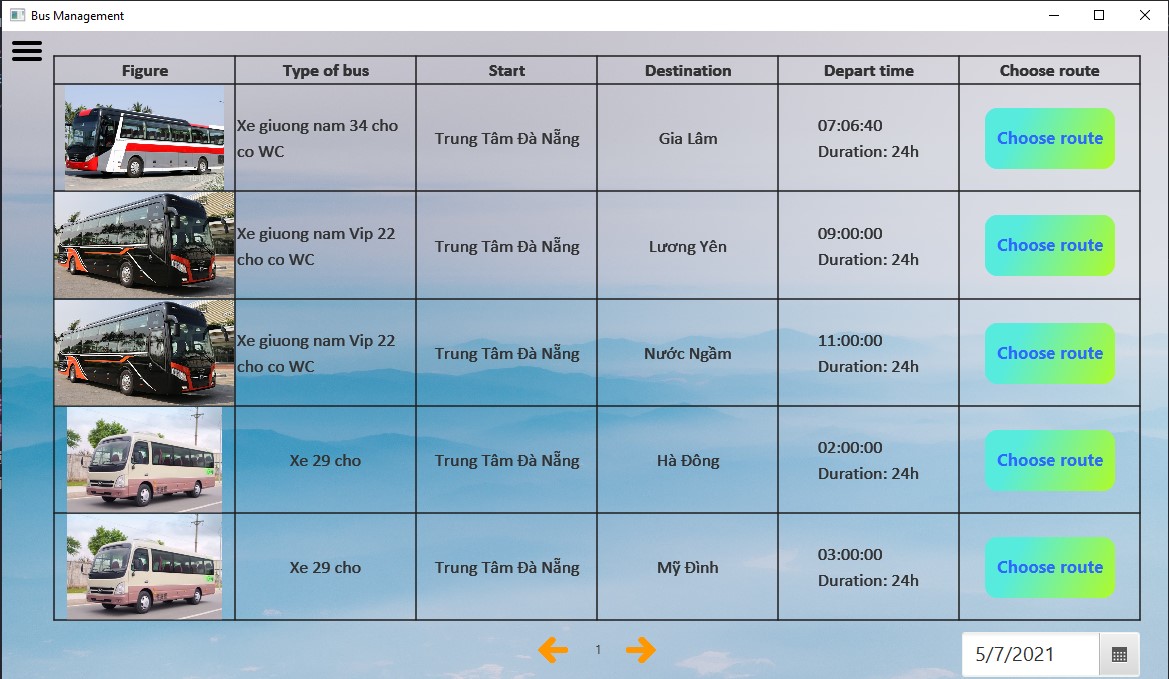 Bus Management
Figure Type of bus Start Destination Depart time Choose route
Xe giuong nam 34 cho
co WC
Trung Tâm Đà Nẵng
Gia Lâm
07:06:40
Duration: 24h
Choose route
Xe giuong nam Vip 22
cho co WC
Trung Tâm Đà Nẵng
Lương Yên
09:00:00
Duration: 24h
Choose route
Xe giuong nam Vip 22
cho co WC
Trung Tâm Đà Nẵng
Nước Ngầm
11:00:00
Duration: 24h
Choose route
Xe 29 cho
Trung Tâm Đà Nẵng
Hà Đông
02:00:00
Duration: 24h
Choose route
Xe 29 cho
Trung Tâm Đà Nẵng
Mỹ Đình
03:00:00
Duration: 24h
Choose route
1
5/7/2021